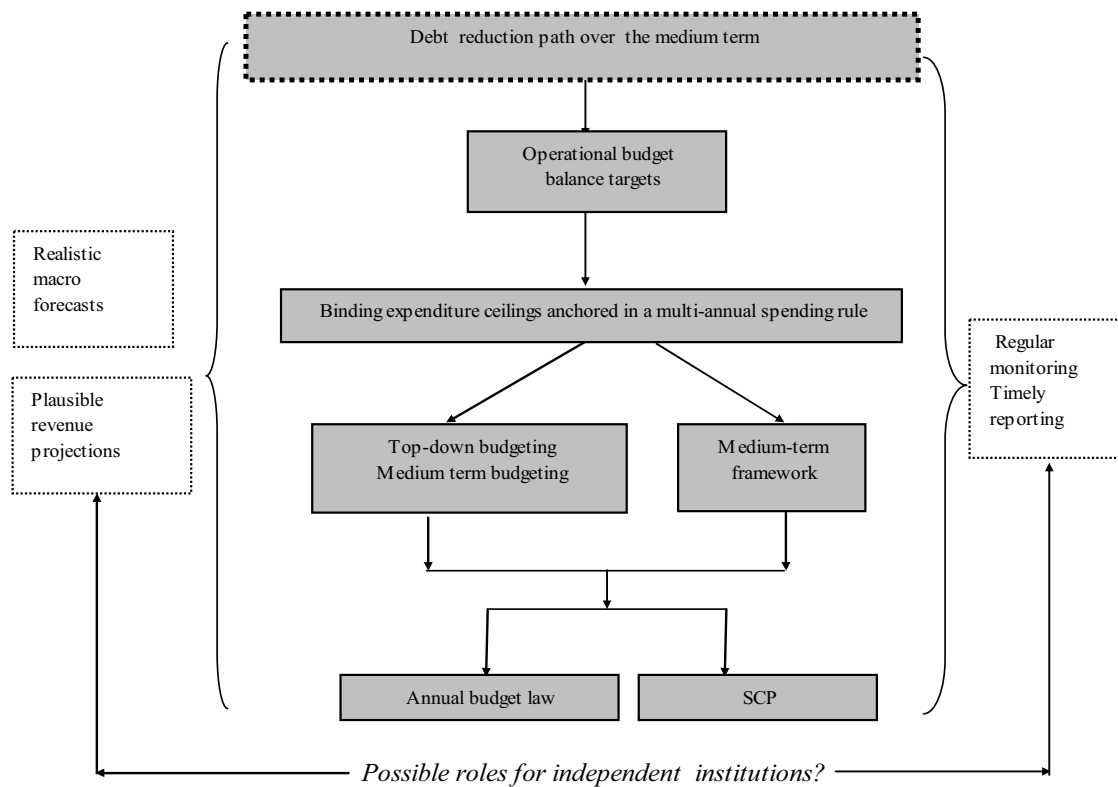 Debt reduction path over the medium term
Operational budget
balance targets
Realistic
macro
forecasts
Binding expenditure ceilings anchored in a multi-annual spending rule
Regular
monitoring
Timely
reporting
Plausible
revenue
projections
Top-down budgeting
Medium term budgeting
Medium-term
framework
Annual budget law
SCP
Possible roles for independent institutions?